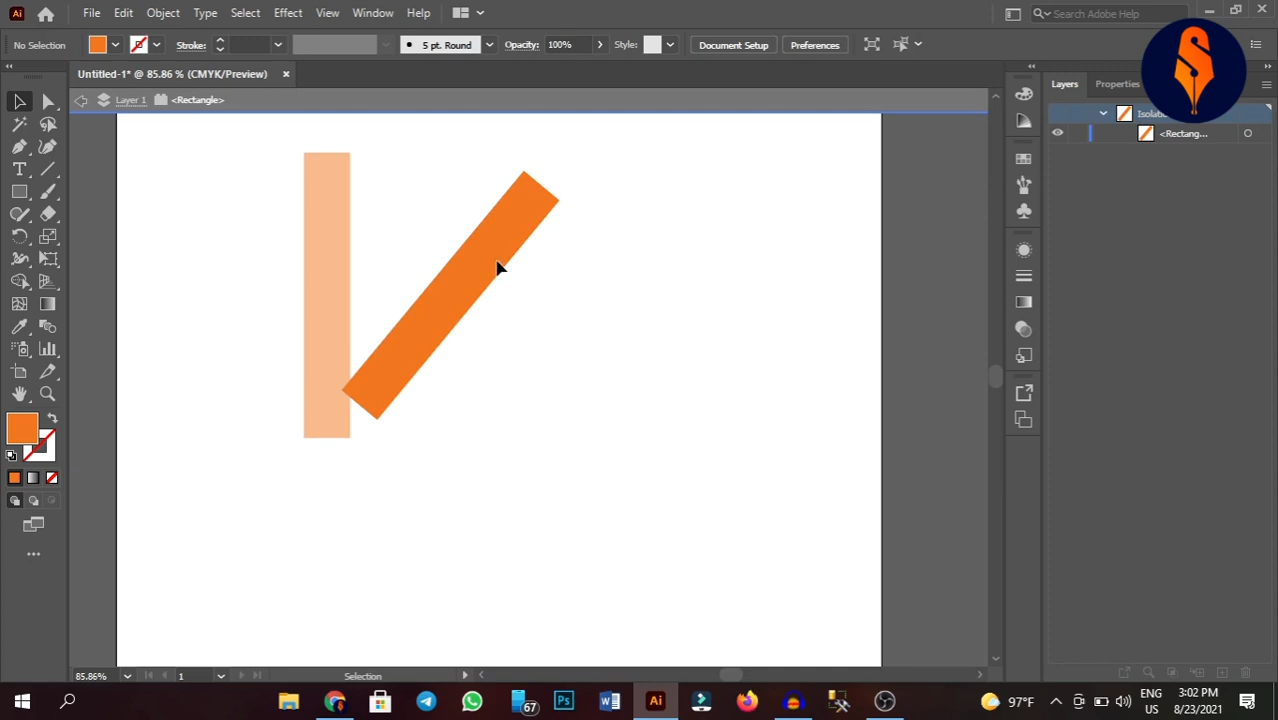 Ai File Edit Object Type Select Effect View Window Help Search Adobe Help
No Selection Stroke: 5 pt. Round Opacity: 100% Style: Document Setup Preferences
Untitled-1* @ 85.86 % (CMYK/Preview) Layers Properties
Layer 1 <Rectangle>
<Rectang...
85.86% 1 Selection
67 Ps Ai 97°F ENG US 3:02 PM 8/23/2021